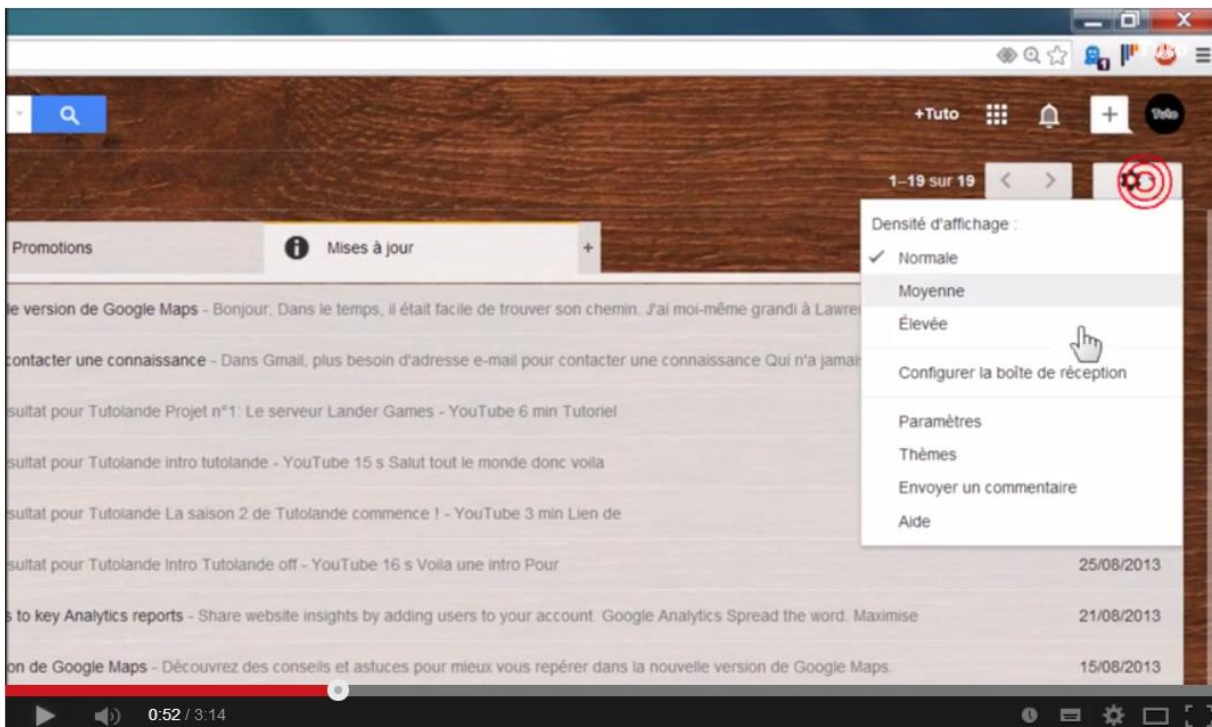 +Tuto
Tuto
1–19 sur 19
Promotions
Mises à jour
+
Densité d'affichage :
Normale
Moyenne
Élevée
Configurer la boîte de réception
Paramètres
Thèmes
Envoyer un commentaire
Aide
le version de Google Maps - Bonjour, Dans le temps, il était facile de trouver son chemin. J'ai moi-même grandi à Lawre
contacter une connaissance - Dans Gmail, plus besoin d'adresse e-mail pour contacter une connaissance Qui n'a jamai
sultat pour Tutolande Projet n°1: Le serveur Lander Games - YouTube 6 min Tutoriel
sultat pour Tutolande intro tutolande - YouTube 15 s Salut tout le monde donc voila
sultat pour Tutolande La saison 2 de Tutolande commence ! - YouTube 3 min Lien de
sultat pour Tutolande Intro Tutolande off - YouTube 16 s Voila une intro Pour 25/08/2013
s to key Analytics reports - Share website insights by adding users to your account. Google Analytics Spread the word. Maximise 21/08/2013
on de Google Maps - Découvrez des conseils et astuces pour mieux vous repérer dans la nouvelle version de Google Maps. 15/08/2013
0:52 / 3:14